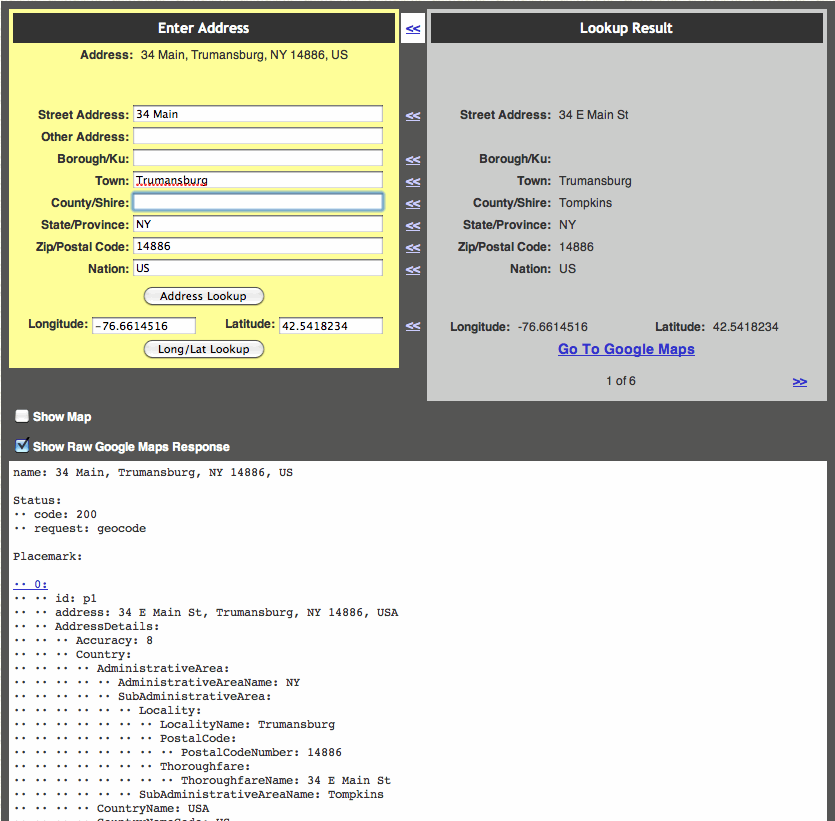 Enter Address
Address: 34 Main, Trumansburg, NY 14886, US
Street Address: 34 Main
Other Address:
Borough/Ku:
Town: Trumansburg
County/Shire:
State/Province: NY
Zip/Postal Code: 14886
Nation: US
Address Lookup
Longitude: -76.6614516 Latitude: 42.5418234
Long/Lat Lookup
<<
<<
<<
<<
<<
<<
<<
<<
<<
Lookup Result
Street Address: 34 E Main St
Borough/Ku:
Town: Trumansburg
County/Shire: Tompkins
State/Province: NY
Zip/Postal Code: 14886
Nation: US
Longitude: -76.6614516 Latitude: 42.5418234
Go To Google Maps
1 of 6 >>
Show Map
Show Raw Google Maps Response
name: 34 Main, Trumansburg, NY 14886, US
Status:
·· code: 200
·· request: geocode
Placemark:
·· 0:
·· ·· id: p1
·· ·· address: 34 E Main St, Trumansburg, NY 14886, USA
·· ·· AddressDetails:
·· ·· ·· Accuracy: 8
·· ·· ·· Country:
·· ·· ·· ·· AdministrativeArea:
·· ·· ·· ·· ·· AdministrativeAreaName: NY
·· ·· ·· ·· ·· SubAdministrativeArea:
·· ·· ·· ·· ·· ·· Locality:
·· ·· ·· ·· ·· ·· ·· LocalityName: Trumansburg
·· ·· ·· ·· ·· ·· ·· PostalCode:
·· ·· ·· ·· ·· ·· ·· ·· PostalCodeNumber: 14886
·· ·· ·· ·· ·· ·· ·· Thoroughfare:
·· ·· ·· ·· ·· ·· ·· ·· ThoroughfareName: 34 E Main St
·· ·· ·· ·· ·· ·· SubAdministrativeAreaName: Tompkins
·· ·· ·· ·· CountryName: USA
·· ·· ·· ·· CountryNameCode: US